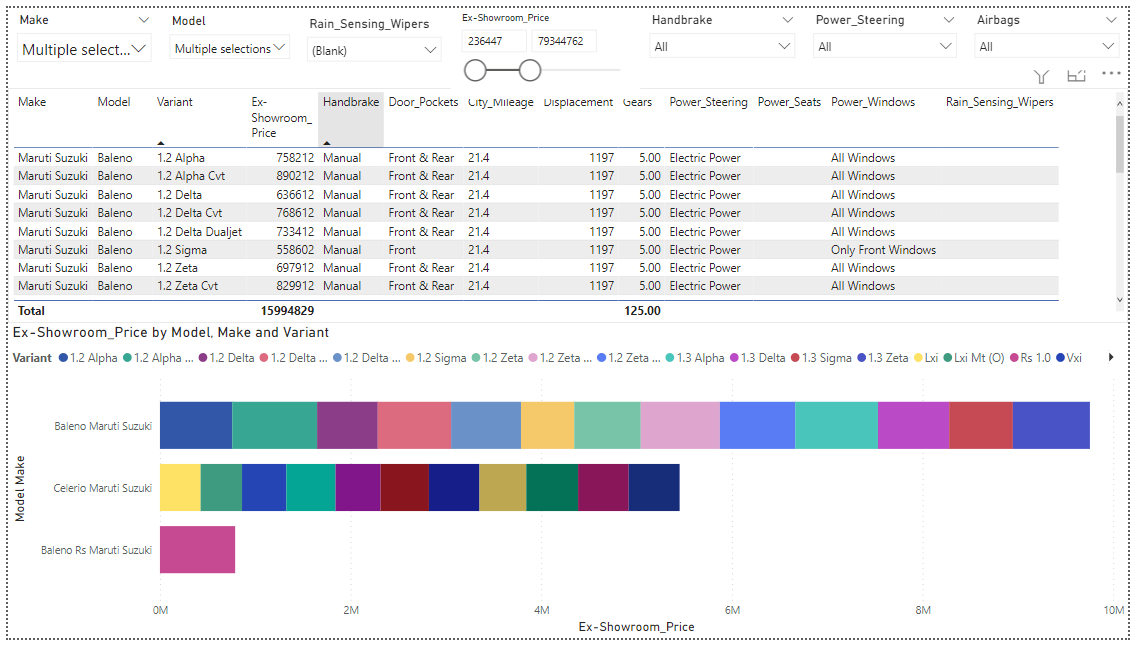 Make Model Rain_Sensing_Wipers Ex-Showroom_Price Handbrake Power_Steering Airbags
Multiple select... Multiple selections (Blank) 236447 79344762 All All All
Make Model Variant Ex-Showroom_Price Handbrake Door_Pockets City_Mileage Displacement Gears Power_Steering Power_Seats Power_Windows Rain_Sensing_Wipers
Maruti Suzuki Baleno 1.2 Alpha 758212 Manual Front & Rear 21.4 1197 5.00 Electric Power All Windows
Maruti Suzuki Baleno 1.2 Alpha Cvt 890212 Manual Front & Rear 21.4 1197 5.00 Electric Power All Windows
Maruti Suzuki Baleno 1.2 Delta 636612 Manual Front & Rear 21.4 1197 5.00 Electric Power All Windows
Maruti Suzuki Baleno 1.2 Delta Cvt 768612 Manual Front & Rear 21.4 1197 5.00 Electric Power All Windows
Maruti Suzuki Baleno 1.2 Delta Dualjet 733412 Manual Front & Rear 21.4 1197 5.00 Electric Power All Windows
Maruti Suzuki Baleno 1.2 Sigma 558602 Manual Front 21.4 1197 5.00 Electric Power Only Front Windows
Maruti Suzuki Baleno 1.2 Zeta 697912 Manual Front & Rear 21.4 1197 5.00 Electric Power All Windows
Maruti Suzuki Baleno 1.2 Zeta Cvt 829912 Manual Front & Rear 21.4 1197 5.00 Electric Power All Windows
Total 15994829 125.00
Ex-Showroom_Price by Model, Make and Variant
Variant 1.2 Alpha 1.2 Alpha ... 1.2 Delta 1.2 Delta ... 1.2 Delta ... 1.2 Sigma 1.2 Zeta 1.2 Zeta ... 1.2 Zeta ... 1.3 Alpha 1.3 Delta 1.3 Sigma 1.3 Zeta Lxi Lxi Mt (O) Rs 1.0 Vxi
Model Make
Baleno Maruti Suzuki
Celerio Maruti Suzuki
Baleno Rs Maruti Suzuki
0M 2M 4M 6M 8M 10M
Ex-Showroom_Price